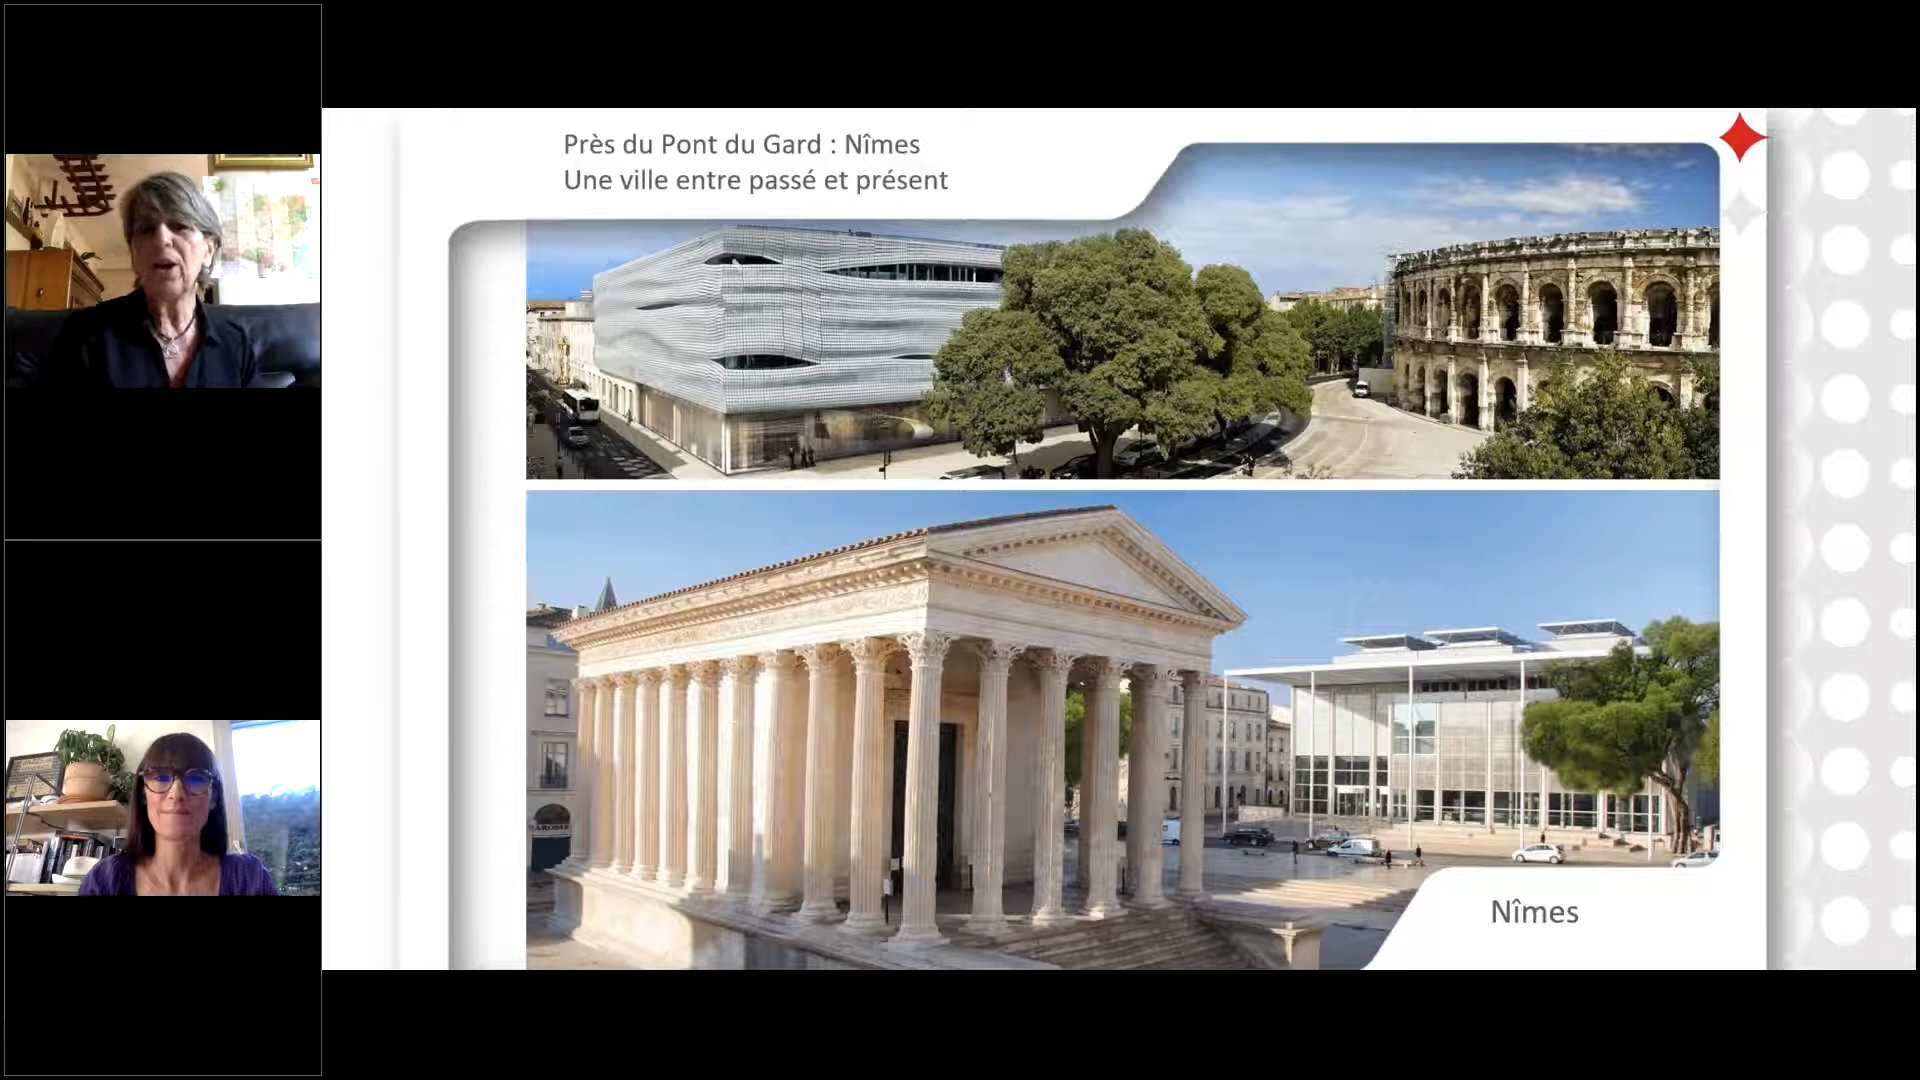 Près du Pont du Gard : Nîmes
Une ville entre passé et présent
Nîmes